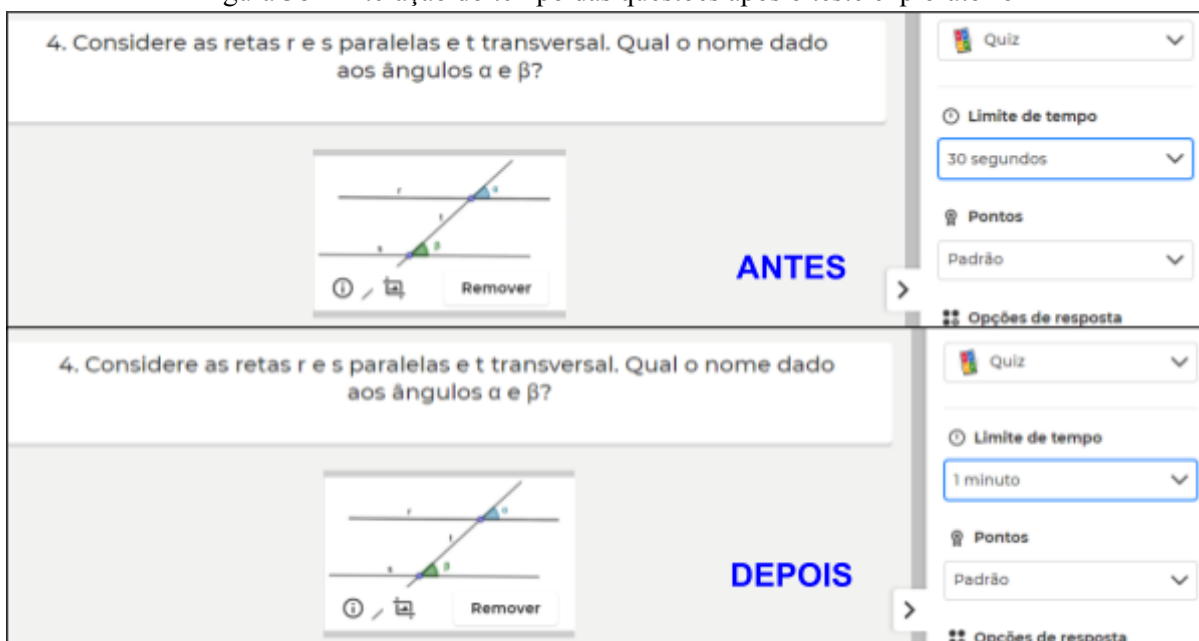 4. Considere as retas r e s paralelas e t transversal. Qual o nome dado
aos ângulos α e β?
r
α
t
s
β
Remover
ANTES
Quiz
Limite de tempo
30 segundos
Pontos
Padrão
Opções de resposta
4. Considere as retas r e s paralelas e t transversal. Qual o nome dado
aos ângulos α e β?
r
α
t
s
β
Remover
DEPOIS
Quiz
Limite de tempo
1 minuto
Pontos
Padrão
Opções de resposta